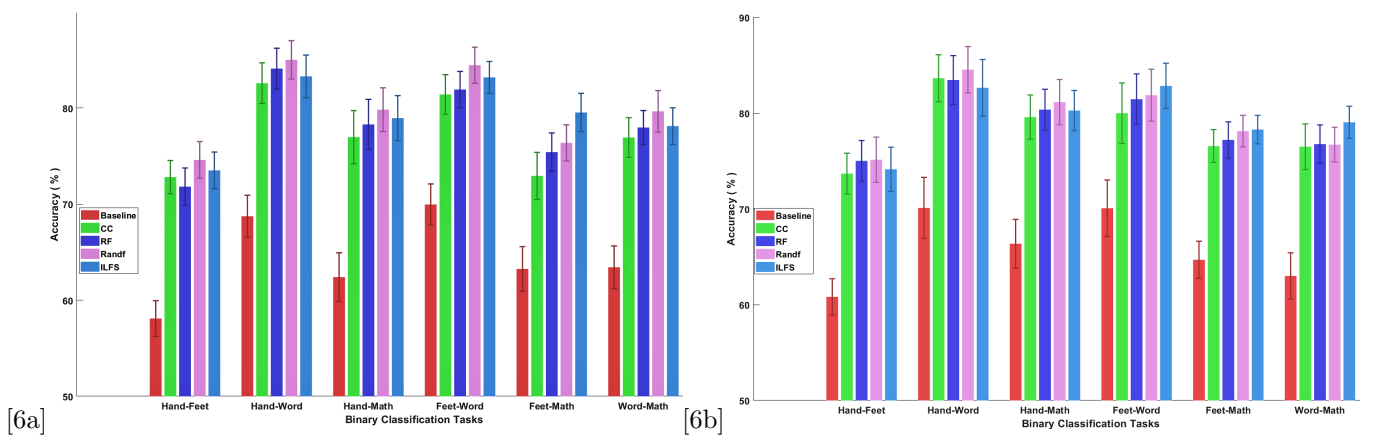 80
70
60
50
Accuracy ( % )
Baseline
CC
RF
Randf
ILFS
Hand-Feet Hand-Word Hand-Math Feet-Word Feet-Math Word-Math
Binary Classification Tasks
[6a]
90
80
70
60
50
Accuracy ( % )
Baseline
CC
RF
Randf
ILFS
Hand-Feet Hand-Word Hand-Math Feet-Word Feet-Math Word-Math
Binary Classification Tasks
[6b]